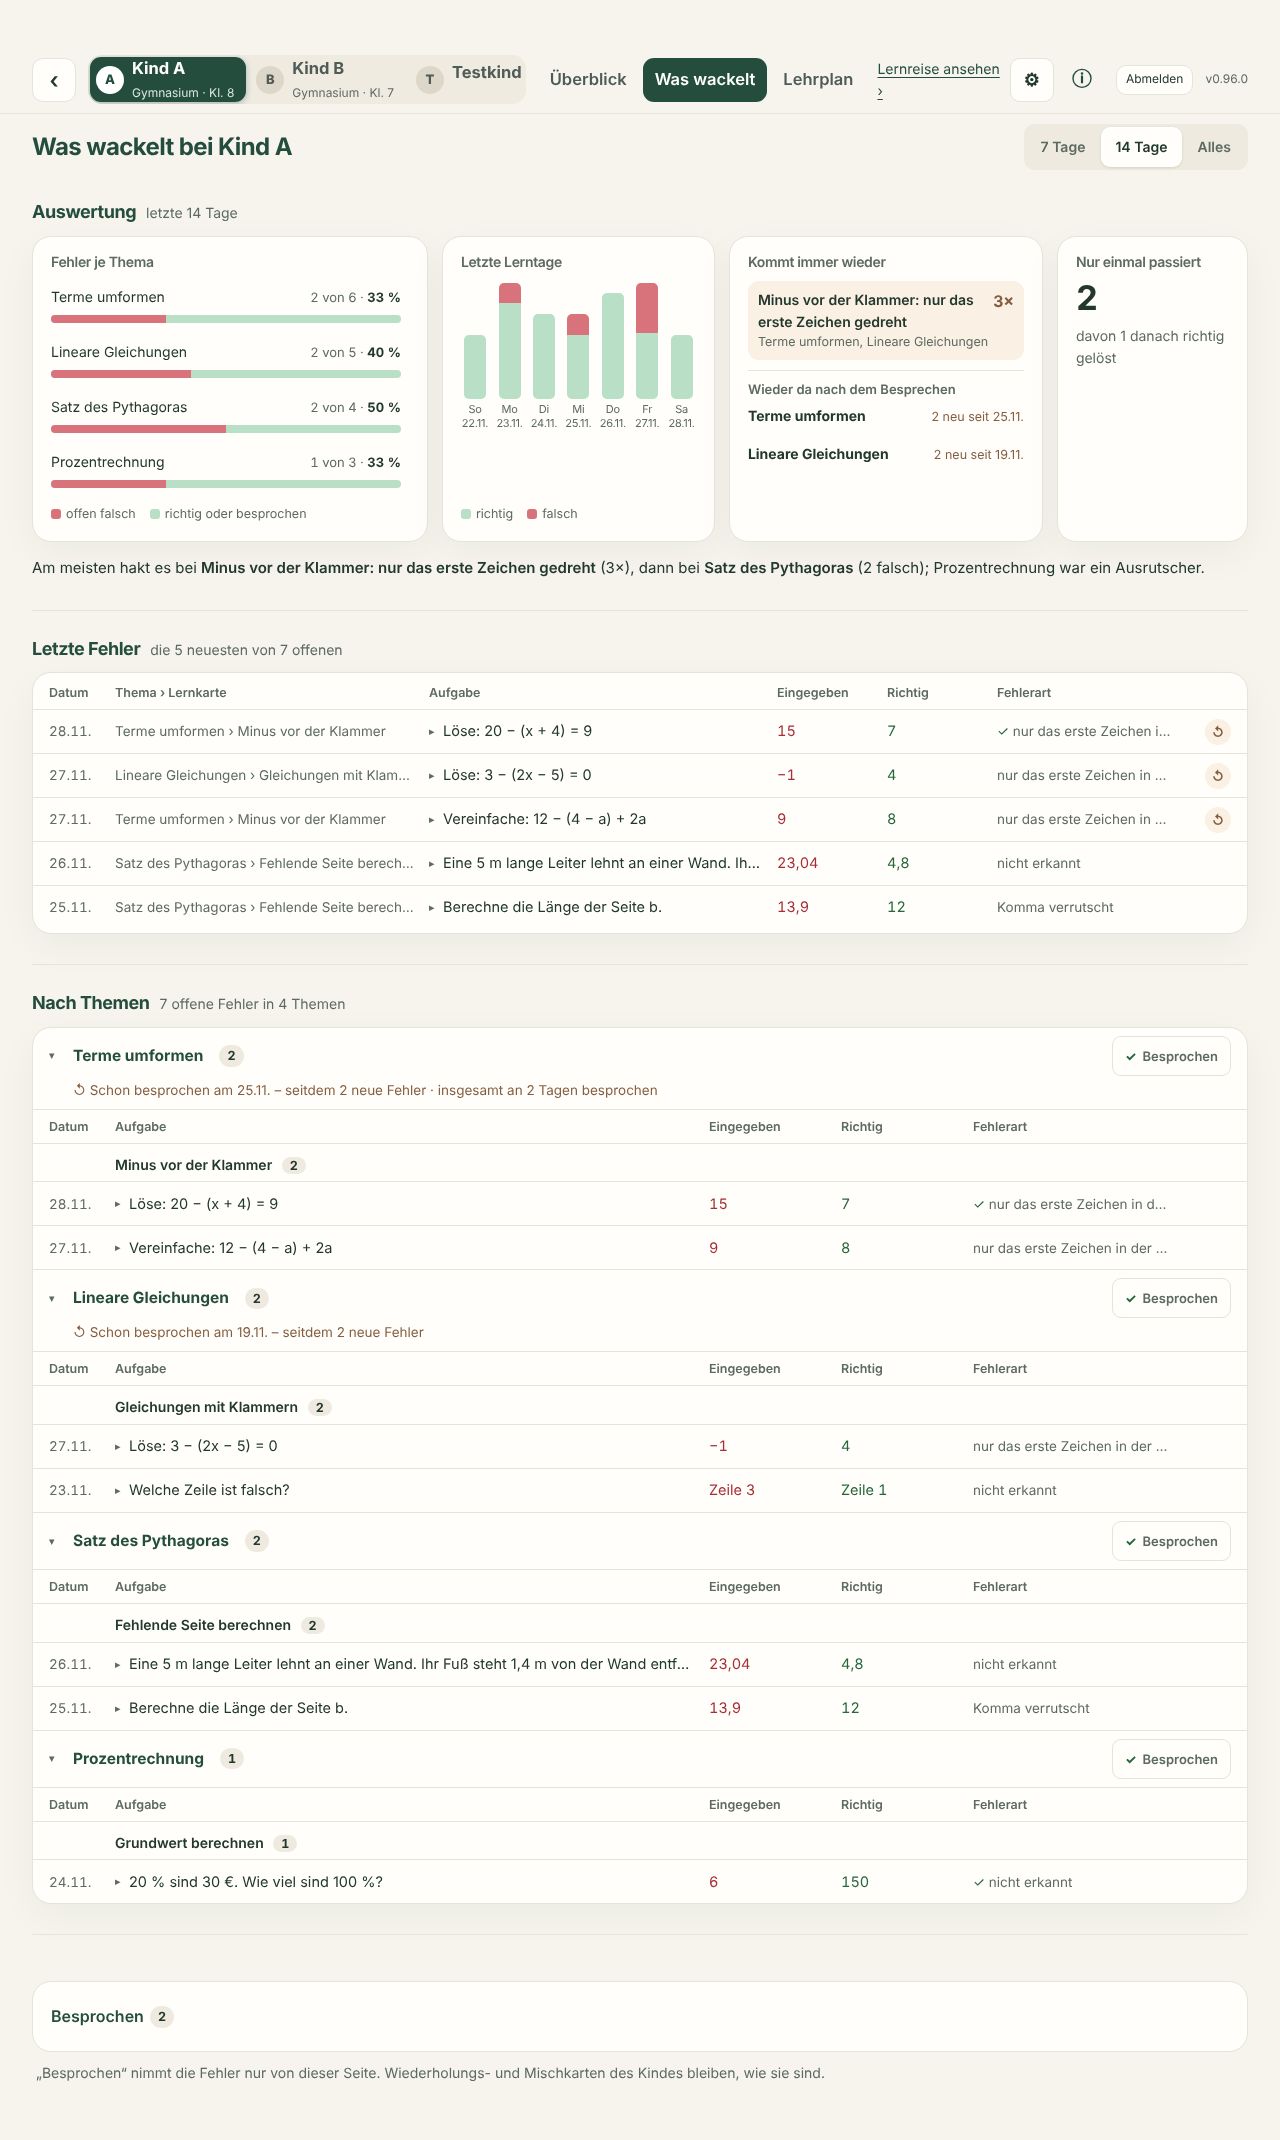 ‹ A Kind A Gymnasium · Kl. 8 B Kind B Gymnasium · Kl. 7 T Testkind Überblick Was wackelt Lehrplan Lernreise ansehen › ⚙ ⓘ Abmelden v0.96.0
Was wackelt bei Kind A
7 Tage 14 Tage Alles
Auswertung letzte 14 Tage
Fehler je Thema
Terme umformen 2 von 6 · 33 %
Lineare Gleichungen 2 von 5 · 40 %
Satz des Pythagoras 2 von 4 · 50 %
Prozentrechnung 1 von 3 · 33 %
offen falsch richtig oder besprochen
Letzte Lerntage
So Mo Di Mi Do Fr Sa
22.11. 23.11. 24.11. 25.11. 26.11. 27.11. 28.11.
richtig falsch
Kommt immer wieder
Minus vor der Klammer: nur das 3×
erste Zeichen gedreht
Terme umformen, Lineare Gleichungen
Wieder da nach dem Besprechen
Terme umformen 2 neu seit 25.11.
Lineare Gleichungen 2 neu seit 19.11.
Nur einmal passiert
2
davon 1 danach richtig
gelöst
Am meisten hakt es bei Minus vor der Klammer: nur das erste Zeichen gedreht (3×), dann bei Satz des Pythagoras (2 falsch); Prozentrechnung war ein Ausrutscher.
Letzte Fehler die 5 neuesten von 7 offenen
Datum Thema › Lernkarte Aufgabe Eingegeben Richtig Fehlerart
28.11. Terme umformen › Minus vor der Klammer ▸ Löse: 20 − (x + 4) = 9 15 7 ✓ nur das erste Zeichen i...
27.11. Lineare Gleichungen › Gleichungen mit Klam... ▸ Löse: 3 − (2x − 5) = 0 −1 4 nur das erste Zeichen in ...
27.11. Terme umformen › Minus vor der Klammer ▸ Vereinfache: 12 − (4 − a) + 2a 9 8 nur das erste Zeichen in ...
26.11. Satz des Pythagoras › Fehlende Seite berech... ▸ Eine 5 m lange Leiter lehnt an einer Wand. Ih... 23,04 4,8 nicht erkannt
25.11. Satz des Pythagoras › Fehlende Seite berech... ▸ Berechne die Länge der Seite b. 13,9 12 Komma verrutscht
Nach Themen 7 offene Fehler in 4 Themen
▾ Terme umformen 2 ✓ Besprochen
↺ Schon besprochen am 25.11. – seitdem 2 neue Fehler · insgesamt an 2 Tagen besprochen
Datum Aufgabe Eingegeben Richtig Fehlerart
Minus vor der Klammer 2
28.11. ▸ Löse: 20 − (x + 4) = 9 15 7 ✓ nur das erste Zeichen in d...
27.11. ▸ Vereinfache: 12 − (4 − a) + 2a 9 8 nur das erste Zeichen in der ...
▾ Lineare Gleichungen 2 ✓ Besprochen
↺ Schon besprochen am 19.11. – seitdem 2 neue Fehler
Datum Aufgabe Eingegeben Richtig Fehlerart
Gleichungen mit Klammern 2
27.11. ▸ Löse: 3 − (2x − 5) = 0 −1 4 nur das erste Zeichen in der ...
23.11. ▸ Welche Zeile ist falsch? Zeile 3 Zeile 1 nicht erkannt
▾ Satz des Pythagoras 2 ✓ Besprochen
Datum Aufgabe Eingegeben Richtig Fehlerart
Fehlende Seite berechnen 2
26.11. ▸ Eine 5 m lange Leiter lehnt an einer Wand. Ihr Fuß steht 1,4 m von der Wand entf... 23,04 4,8 nicht erkannt
25.11. ▸ Berechne die Länge der Seite b. 13,9 12 Komma verrutscht
▾ Prozentrechnung 1 ✓ Besprochen
Datum Aufgabe Eingegeben Richtig Fehlerart
Grundwert berechnen 1
24.11. ▸ 20 % sind 30 €. Wie viel sind 100 %? 6 150 ✓ nicht erkannt
Besprochen 2
„Besprochen“ nimmt die Fehler nur von dieser Seite. Wiederholungs- und Mischkarten des Kindes bleiben, wie sie sind.